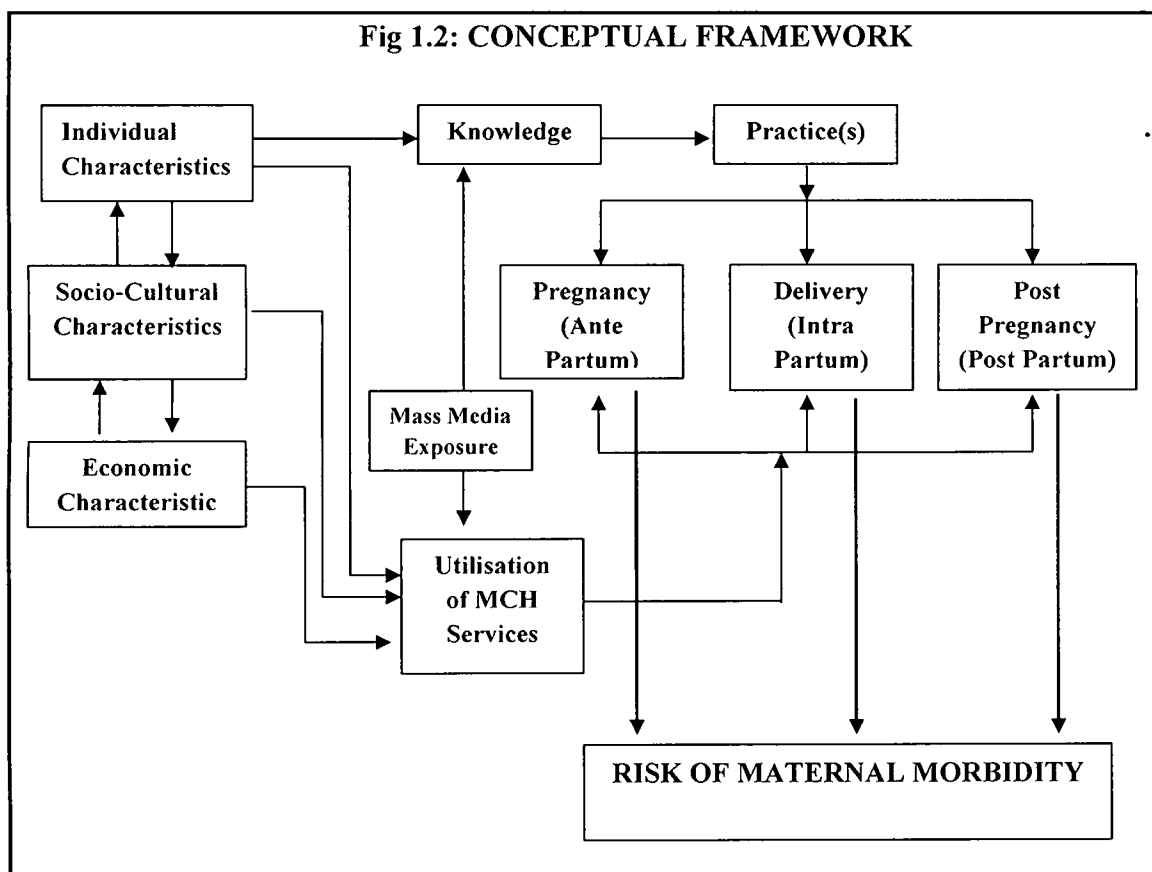 Fig 1.2: CONCEPTUAL FRAMEWORK
Individual
Characteristics
Knowledge
Practice(s)
Socio-Cultural
Characteristics
Pregnancy
(Ante
Partum)
Delivery
(Intra
Partum)
Post
Pregnancy
(Post Partum)
Mass Media
Exposure
Economic
Characteristic
Utilisation
of MCH
Services
RISK OF MATERNAL MORBIDITY